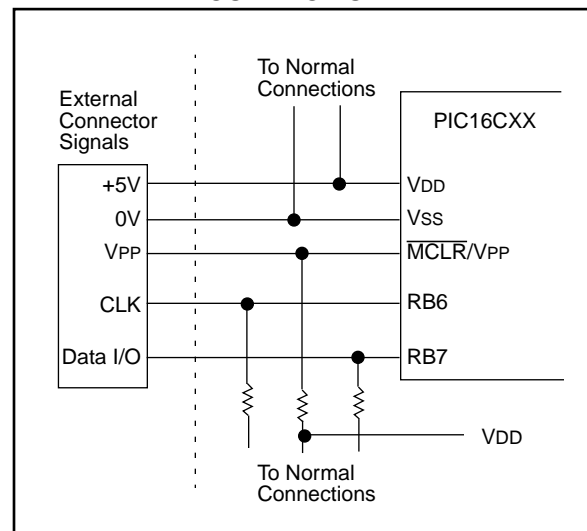 To Normal
Connections
External
Connector
Signals
PIC16CXX
+5V
VDD
0V
VSS
VPP
MCLR/VPP
CLK
RB6
Data I/O
RB7
VDD
To Normal
Connections